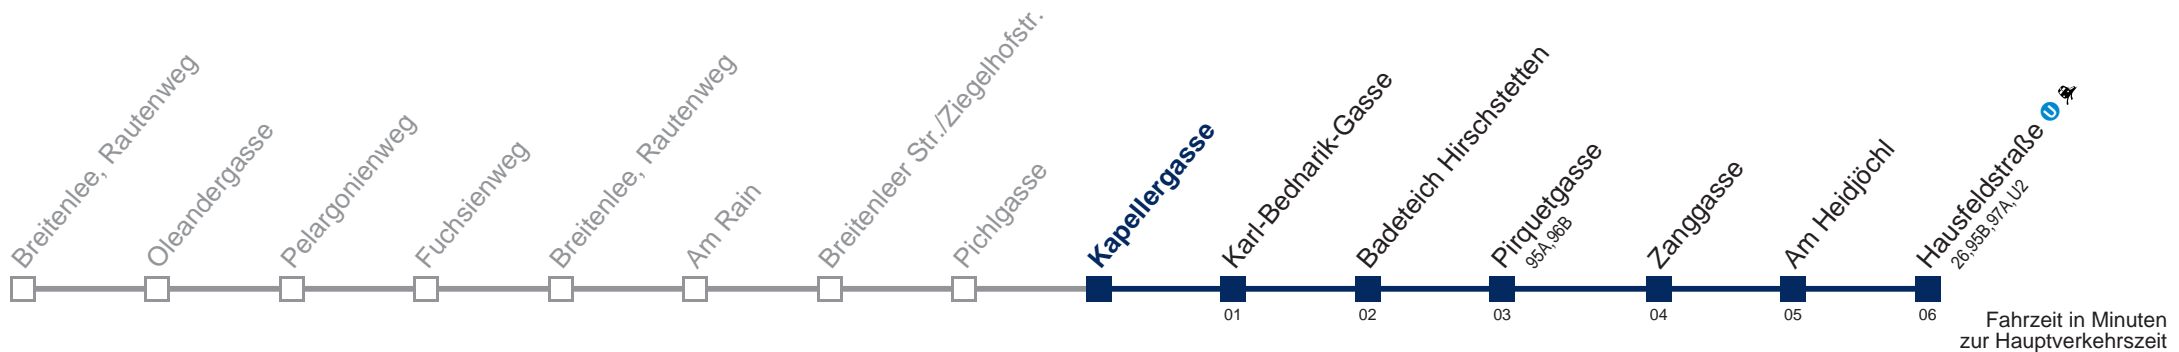 Breitenlee, Rautenweg
Oleandergasse
Pelargonienweg
Fuchsienweg
Breitenlee, Rautenweg
Am Rain
Breitenleer Str./Ziegelhofstr.
Pichlgasse
Kapellergasse
Karl-Bednarik-Gasse
Badeteich Hirschstetten
Pirquetgasse
95A,96B
Zanggasse
Am Heidjöchl
Hausfeldstraße U
26,95B,97A,U2
01
02
03
04
05
06
Fahrzeit in Minuten
zur Hauptverkehrszeit